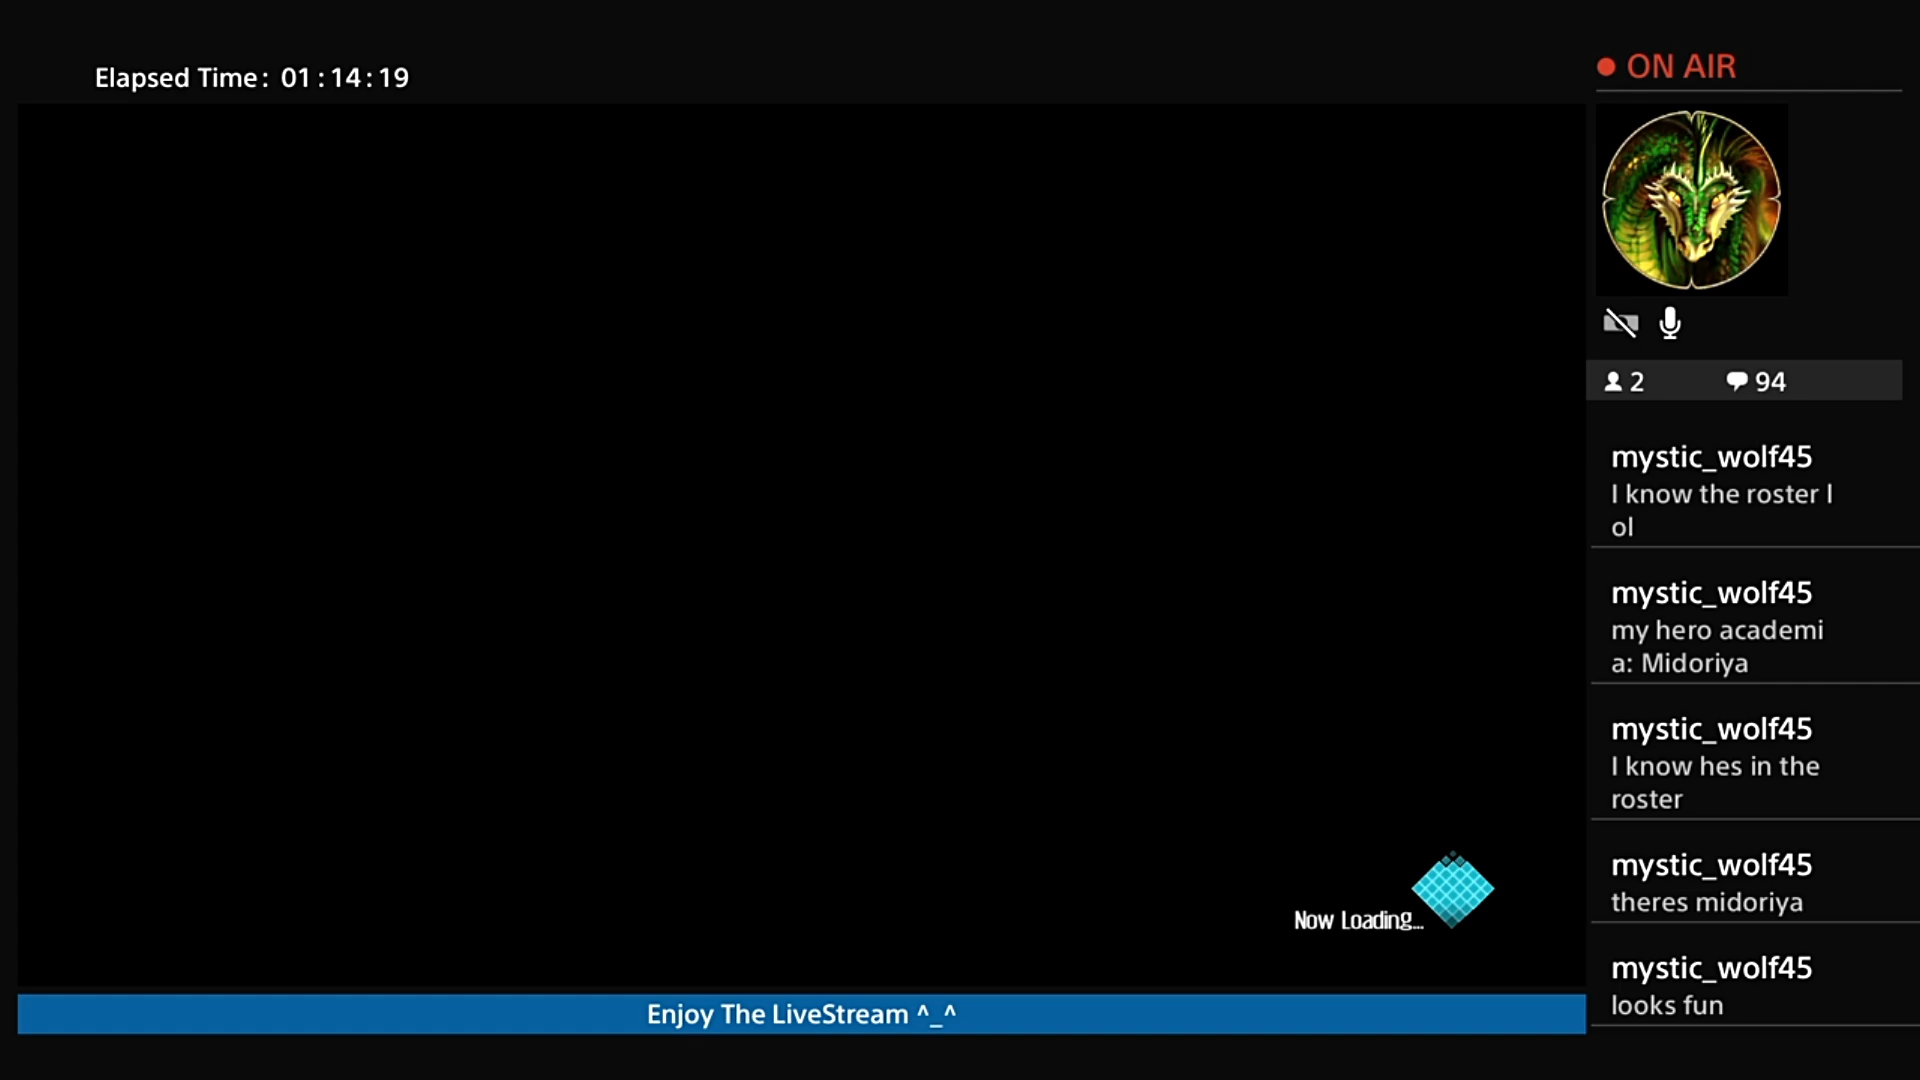 Elapsed Time: 01:14:19
ON AIR
2 94
mystic_wolf45
I know the roster l
ol
mystic_wolf45
my hero academi
a: Midoriya
mystic_wolf45
I know hes in the
roster
mystic_wolf45
theres midoriya
mystic_wolf45
looks fun
Now Loading...
Enjoy The LiveStream ^_^